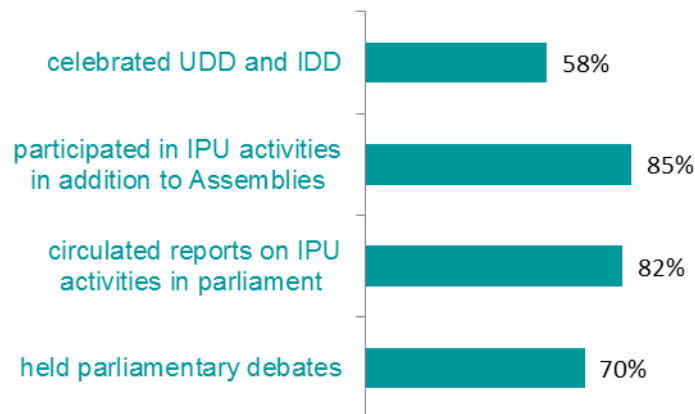 celebrated UDD and IDD
58%
participated in IPU activities
in addition to Assemblies
85%
circulated reports on IPU
activities in parliament
82%
held parliamentary debates
70%